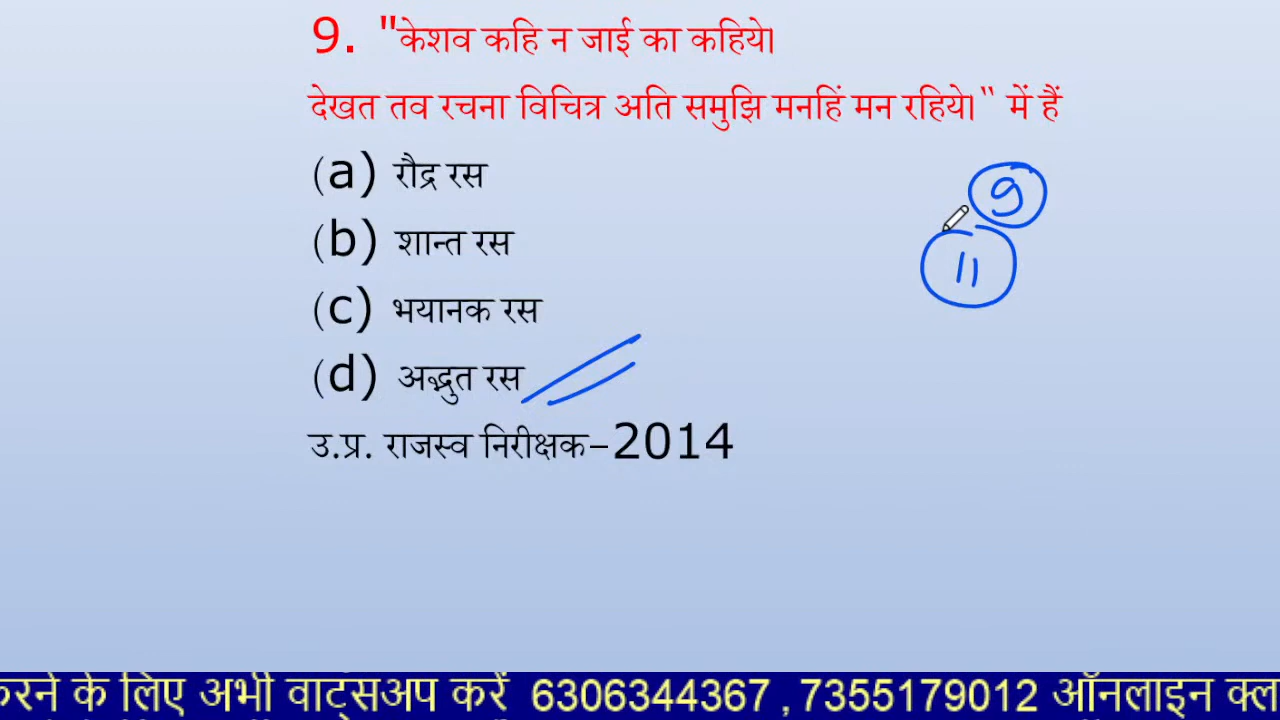 9. "केशव कहि न जाई का कहिये।
देखत तव रचना विचित्र अति समुझि मनहिं मन रहिये।" में हैं
(a) रौद्र रस
(b) शान्त रस
(c) भयानक रस
(d) अद्भुत रस
उ.प्र. राजस्व निरीक्षक-2014
9
11
करने के लिए अभी वाट्सअप करें 6306344367 ,7355179012 ऑनलाइन